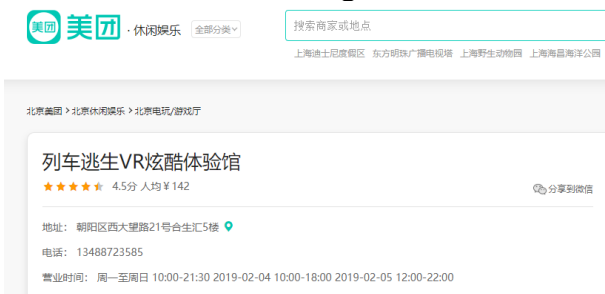 美团 美团 · 休闲娱乐 全部分类
搜索商家或地点
上海迪士尼度假区 东方明珠广播电视塔 上海野生动物园 上海海昌海洋公园
北京美团 > 北京休闲娱乐 > 北京电玩/游戏厅
列车逃生VR炫酷体验馆
4.5分 人均￥142
分享到微信
地址： 朝阳区西大望路21号合生汇5楼
电话： 13488723585
营业时间： 周一至周日 10:00-21:30 2019-02-04 10:00-18:00 2019-02-05 12:00-22:00